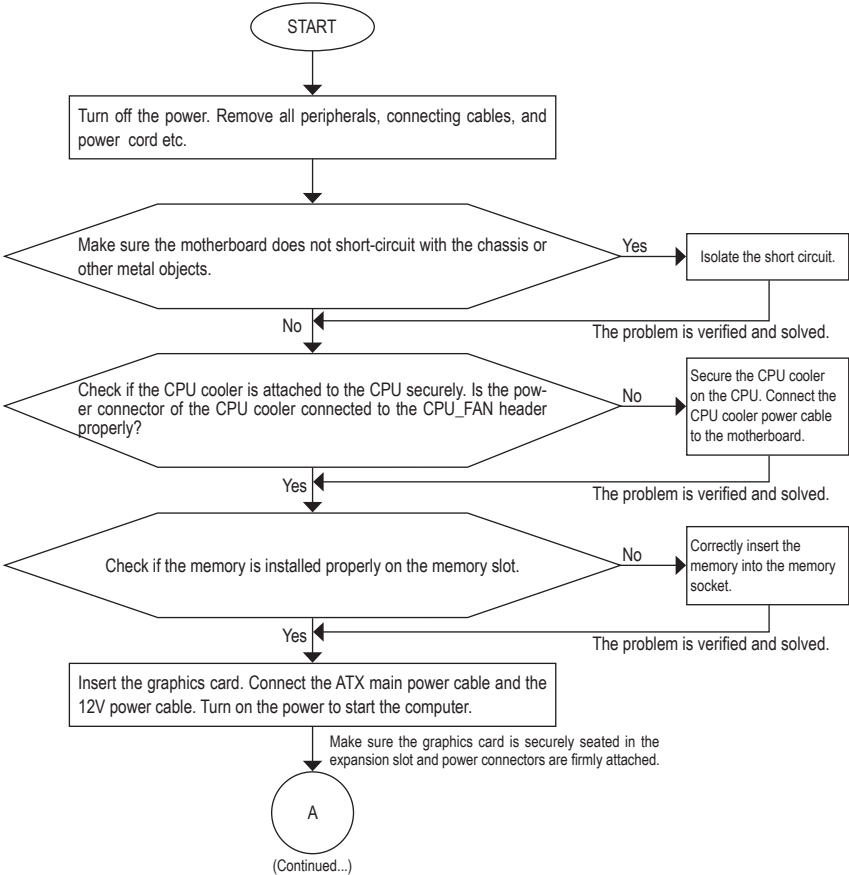 START
Turn off the power. Remove all peripherals, connecting cables, and
power cord etc.
Make sure the motherboard does not short-circuit with the chassis or
other metal objects.
Yes
Isolate the short circuit.
No
The problem is verified and solved.
Check if the CPU cooler is attached to the CPU securely. Is the pow-
er connector of the CPU cooler connected to the CPU_FAN header
properly?
No
Secure the CPU cooler
on the CPU. Connect the
CPU cooler power cable
to the motherboard.
Yes
The problem is verified and solved.
Check if the memory is installed properly on the memory slot.
No
Correctly insert the
memory into the memory
socket.
Yes
The problem is verified and solved.
Insert the graphics card. Connect the ATX main power cable and the
12V power cable. Turn on the power to start the computer.
Make sure the graphics card is securely seated in the
expansion slot and power connectors are firmly attached.
A
(Continued...)